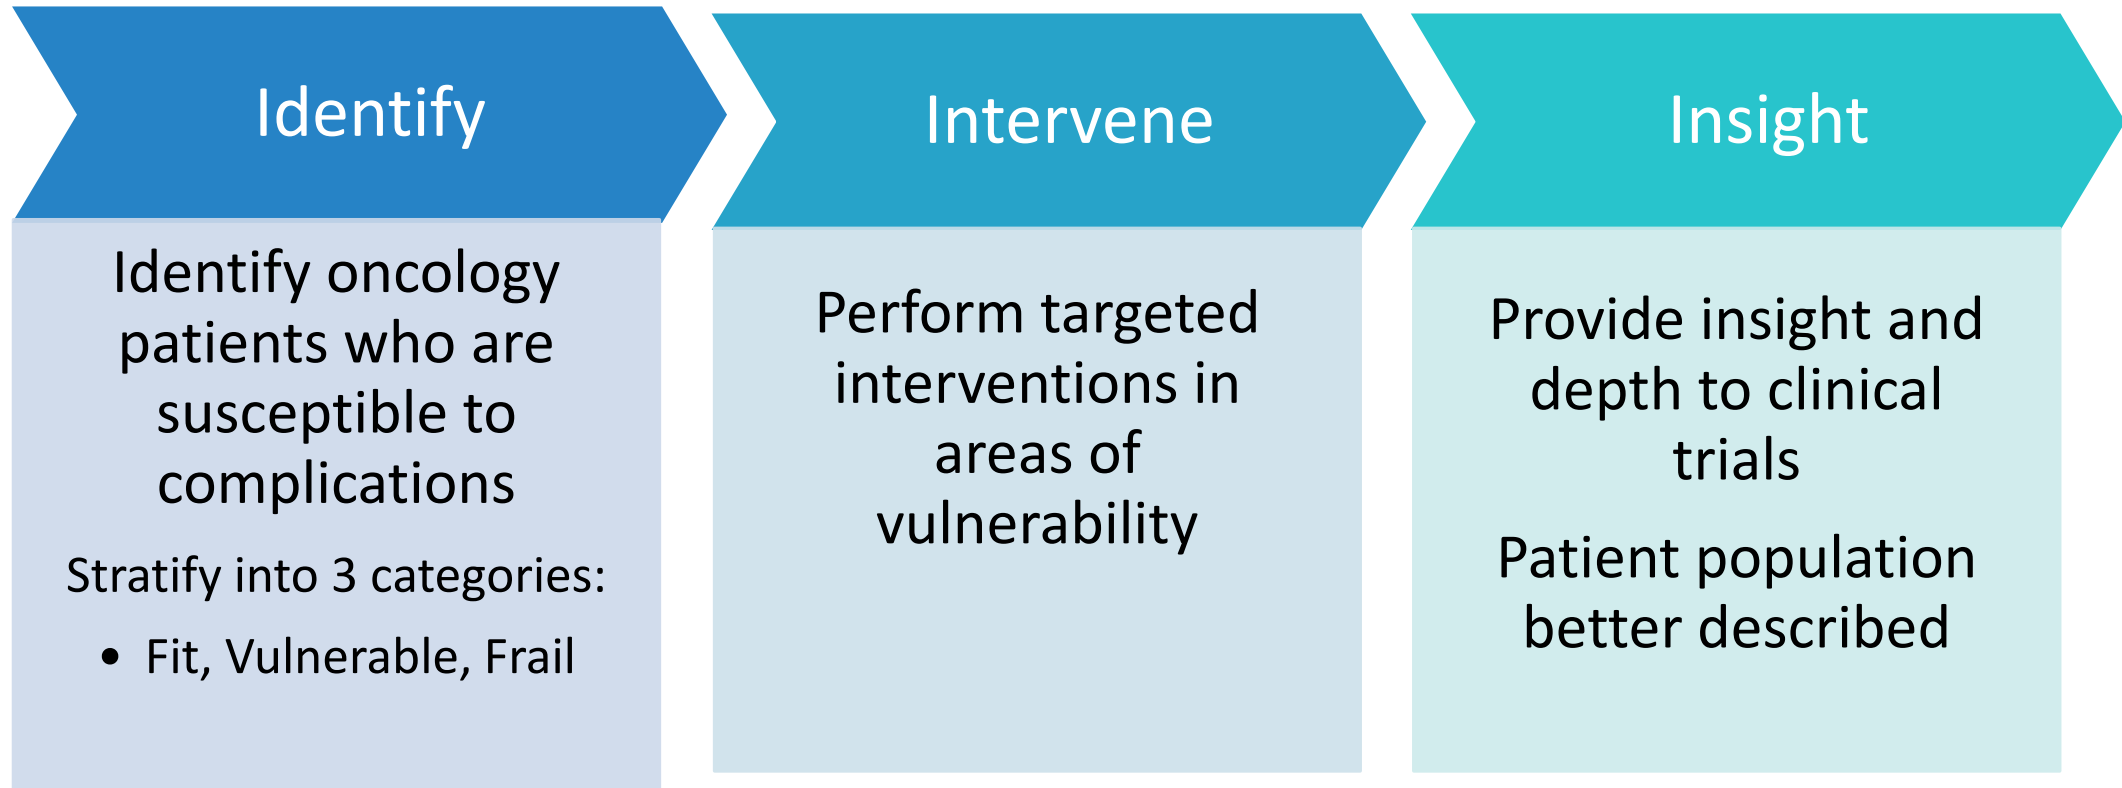 Identify
Identify oncology
patients who are
susceptible to
complications
Stratify into 3 categories:
• Fit, Vulnerable, Frail
Intervene
Perform targeted
interventions in
areas of
vulnerability
Insight
Provide insight and
depth to clinical
trials
Patient population
better described